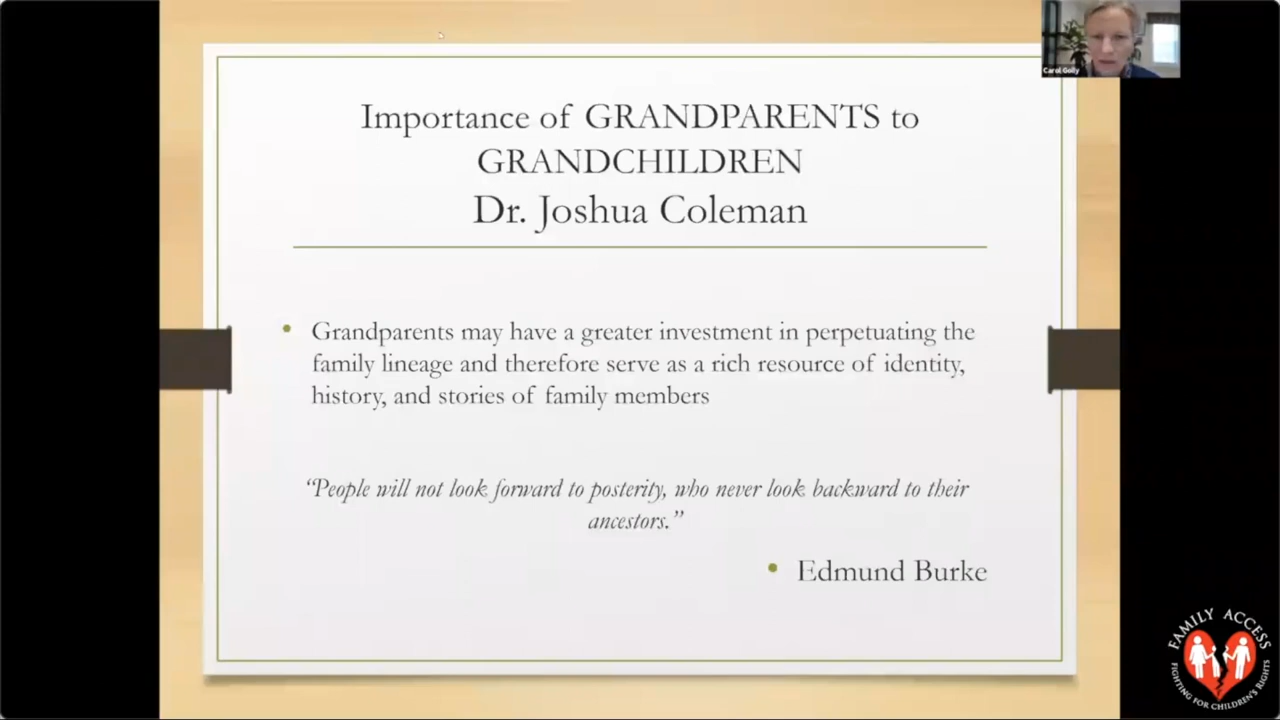 Carol Golly
Importance of GRANDPARENTS to
GRANDCHILDREN
Dr. Joshua Coleman
• Grandparents may have a greater investment in perpetuating the
family lineage and therefore serve as a rich resource of identity,
history, and stories of family members
“People will not look forward to posterity, who never look backward to their
ancestors.”
• Edmund Burke
FAMILY ACCESS
FIGHTING FOR CHILDREN'S RIGHTS